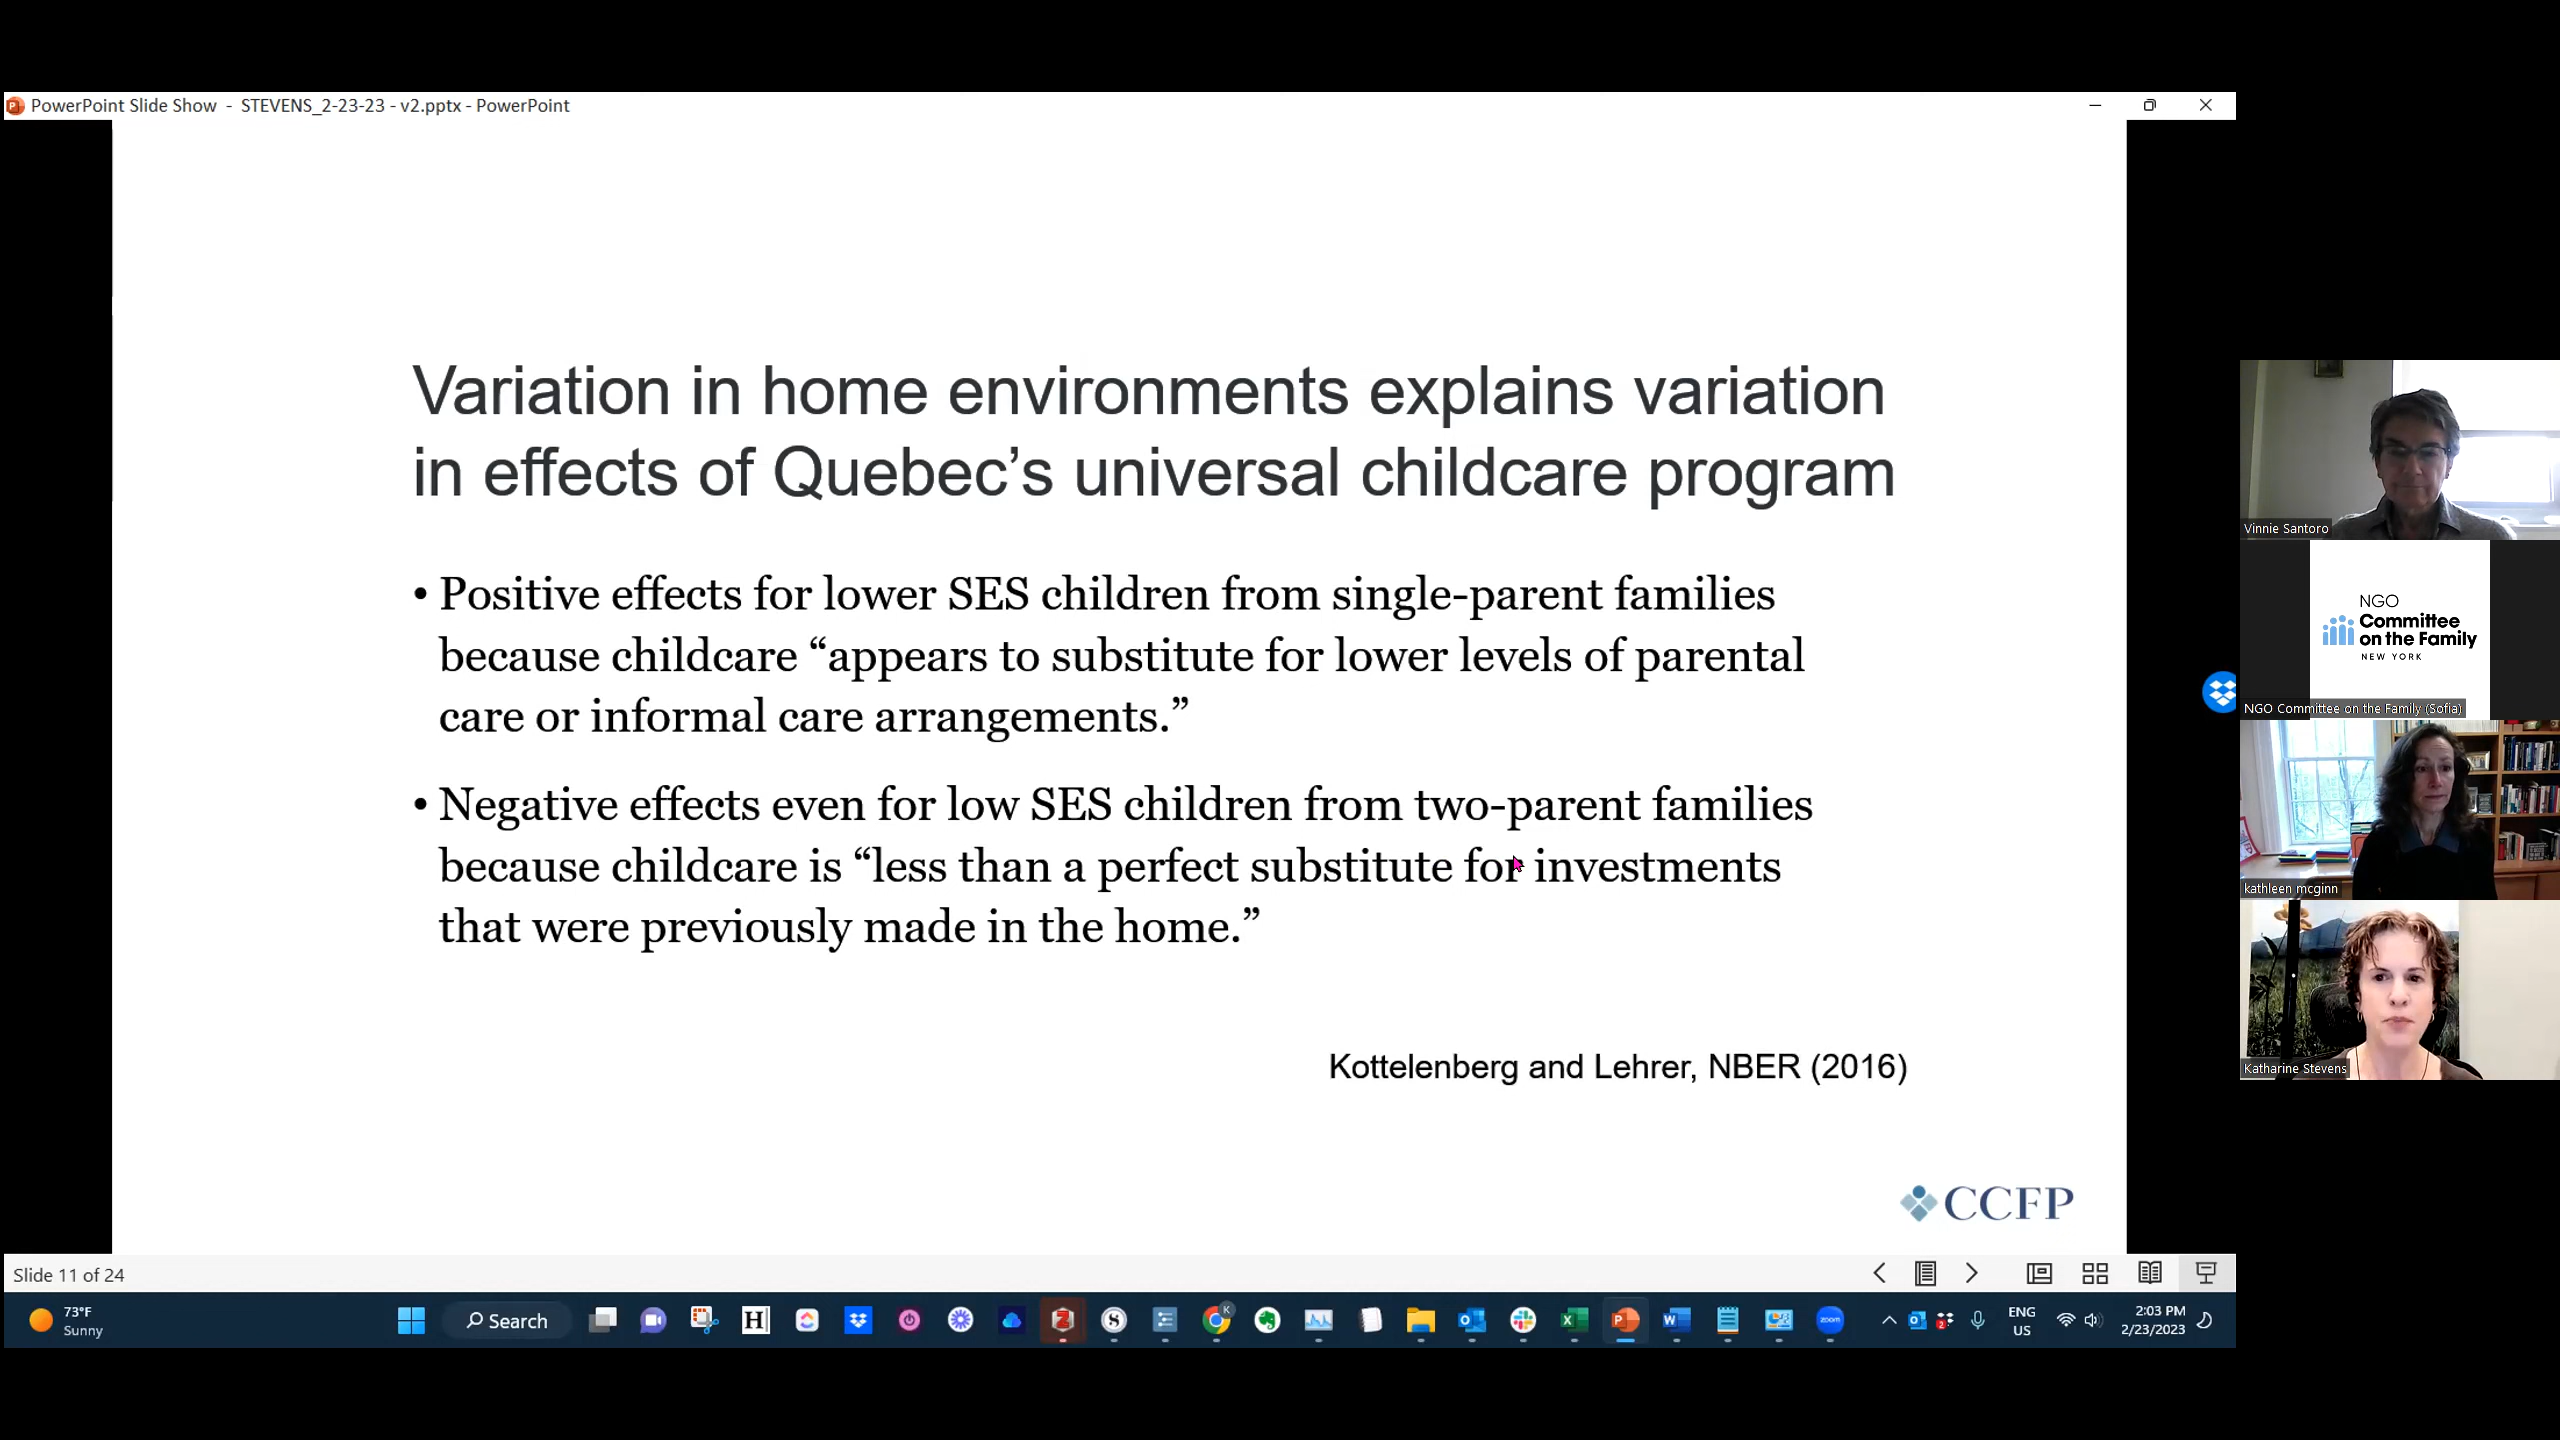 PowerPoint Slide Show - STEVENS_2-23-23 - v2.pptx - PowerPoint
Variation in home environments explains variation
in effects of Quebec’s universal childcare program
• Positive effects for lower SES children from single-parent families
because childcare “appears to substitute for lower levels of parental
care or informal care arrangements.”
• Negative effects even for low SES children from two-parent families
because childcare is “less than a perfect substitute for investments
that were previously made in the home.”
Kottelenberg and Lehrer, NBER (2016)
CCFP
Slide 11 of 24
73°F
Sunny
Search
zoom
ENG
US
2:03 PM
2/23/2023
Vinnie Santoro
NGO
Committee
on the Family
NEW YORK
NGO Committee on the Family (Sofia)
kathleen mcginn
Katharine Stevens